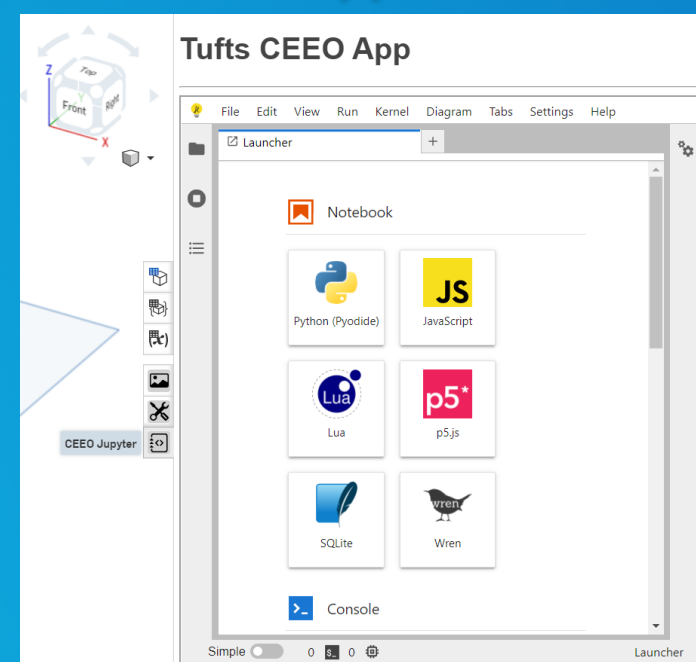 Tufts CEEO App
Z
Top
Y
Front
Right
X
File Edit View Run Kernel Diagram Tabs Settings Help
Launcher
+
Notebook
JS
Python (Pyodide) JavaScript
Lua
p5*
Lua p5.js
(x)
CEEO Jupyter
wren
SQLite Wren
>_ Console
Simple 0 $_ 0 Launcher